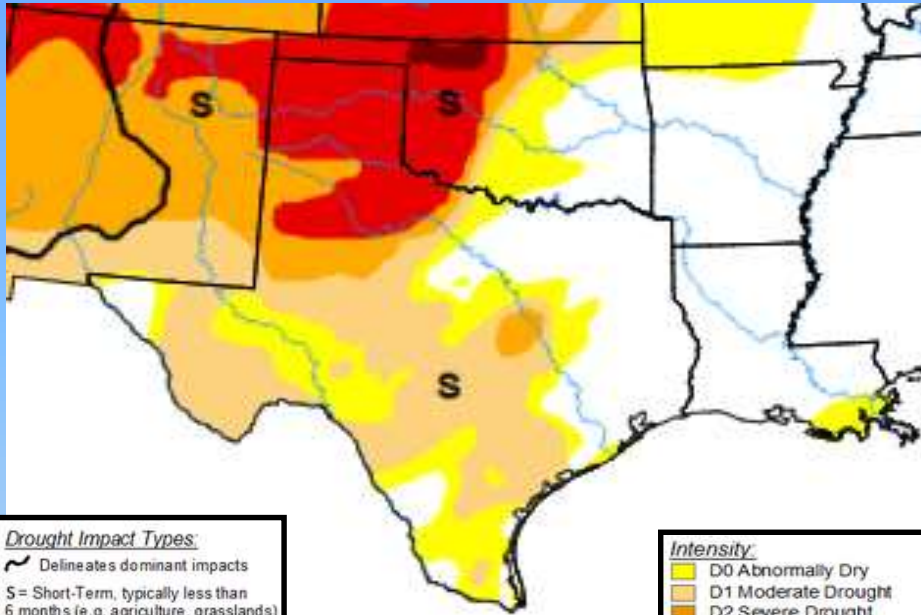 S
S
S
Drought Impact Types:
Delineates dominant impacts
S = Short-Term, typically less than
6 months (e.g. agriculture, grasslands)
Intensity:
D0 Abnormally Dry
D1 Moderate Drought
D2 Severe Drought